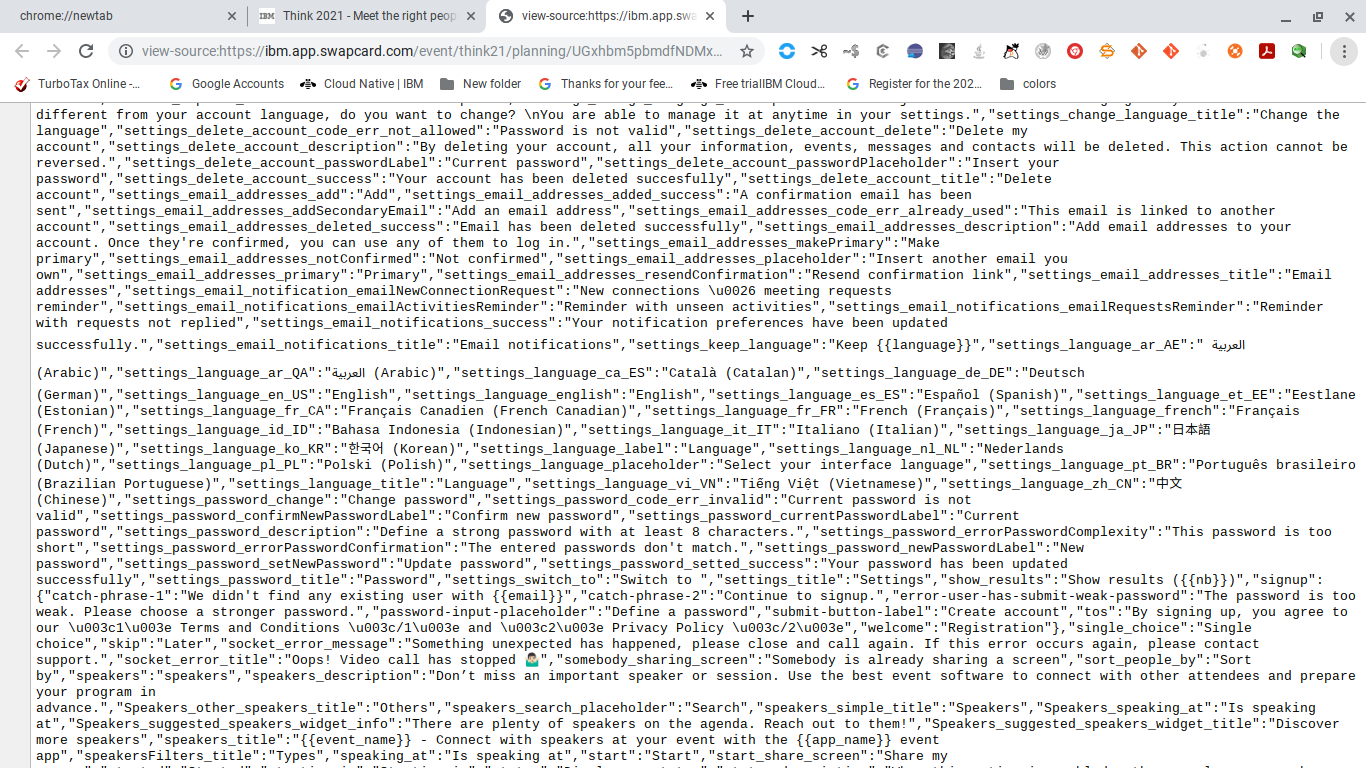 chrome://newtab
Think 2021 - Meet the right peop
view-source:https://ibm.app.swa
view-source:https://ibm.app.swapcard.com/event/think21/planning/UGxhbm5pbmdfNDMx…
TurboTax Online -…
Google Accounts
Cloud Native | IBM
New folder
Thanks for your fee…
Free trialIBM Cloud…
Register for the 202…
colors
different from your account language, do you want to change? \nYou are able to manage it at anytime in your settings.","settings_change_language_title":"Change the
language","settings_delete_account_code_err_not_allowed":"Password is not valid","settings_delete_account_delete":"Delete my
account","settings_delete_account_description":"By deleting your account, all your information, events, messages and contacts will be deleted. This action cannot be
reversed.","settings_delete_account_passwordLabel":"Current password","settings_delete_account_passwordPlaceholder":"Insert your
password","settings_delete_account_success":"Your account has been deleted succesfully","settings_delete_account_title":"Delete
account","settings_email_addresses_add":"Add","settings_email_addresses_added_success":"A confirmation email has been
sent","settings_email_addresses_addSecondaryEmail":"Add an email address","settings_email_addresses_code_err_already_used":"This email is linked to another
account","settings_email_addresses_deleted_success":"Email has been deleted successfully","settings_email_addresses_description":"Add email addresses to your
account. Once they're confirmed, you can use any of them to log in.","settings_email_addresses_makePrimary":"Make
primary","settings_email_addresses_notConfirmed":"Not confirmed","settings_email_addresses_placeholder":"Insert another email you
own","settings_email_addresses_primary":"Primary","settings_email_addresses_resendConfirmation":"Resend confirmation link","settings_email_addresses_title":"Email
addresses","settings_email_notification_emailNewConnectionRequest":"New connections \u0026 meeting requests
reminder","settings_email_notifications_emailActivitiesReminder":"Reminder with unseen activities","settings_email_notifications_emailRequestsReminder":"Reminder
with requests not replied","settings_email_notifications_success":"Your notification preferences have been updated
successfully.","settings_email_notifications_title":"Email notifications","settings_keep_language":"Keep {{language}}","settings_language_ar_AE":" العربية
(Arabic)","settings_language_ar_QA":"العربية (Arabic)","settings_language_ca_ES":"Català (Catalan)","settings_language_de_DE":"Deutsch
(German)","settings_language_en_US":"English","settings_language_english":"English","settings_language_es_ES":"Español (Spanish)","settings_language_et_EE":"Eestlane
(Estonian)","settings_language_fr_CA":"Français Canadien (French Canadian)","settings_language_fr_FR":"French (Français)","settings_language_french":"Français
(French)","settings_language_id_ID":"Bahasa Indonesia (Indonesian)","settings_language_it_IT":"Italiano (Italian)","settings_language_ja_JP":"日本語
(Japanese)","settings_language_ko_KR":"한국어 (Korean)","settings_language_label":"Language","settings_language_nl_NL":"Nederlands
(Dutch)","settings_language_pl_PL":"Polski (Polish)","settings_language_placeholder":"Select your interface language","settings_language_pt_BR":"Português brasileiro
(Brazilian Portuguese)","settings_language_title":"Language","settings_language_vi_VN":"Tiếng Việt (Vietnamese)","settings_language_zh_CN":"中文
(Chinese)","settings_password_change":"Change password","settings_password_code_err_invalid":"Current password is not
valid","settings_password_confirmNewPasswordLabel":"Confirm new password","settings_password_currentPasswordLabel":"Current
password","settings_password_description":"Define a strong password with at least 8 characters.","settings_password_errorPasswordComplexity":"This password is too
short","settings_password_errorPasswordConfirmation":"The entered passwords don't match.","settings_password_newPasswordLabel":"New
password","settings_password_setNewPassword":"Update password","settings_password_setted_success":"Your password has been updated
successfully","settings_password_title":"Password","settings_switch_to":"Switch to ","settings_title":"Settings","show_results":"Show results ({{nb}})","signup":
{"catch-phrase-1":"We didn't find any existing user with {{email}}","catch-phrase-2":"Continue to signup.","error-user-has-submit-weak-password":"The password is too
weak. Please choose a stronger password.","password-input-placeholder":"Define a password","submit-button-label":"Create account","tos":"By signing up, you agree to
our \u003c1\u003e Terms and Conditions \u003c/1\u003e and \u003c2\u003e Privacy Policy \u003c/2\u003e","welcome":"Registration"},"single_choice":"Single
choice","skip":"Later","socket_error_message":"Something unexpected has happened, please close and call again. If this error occurs again, please contact
support.","socket_error_title":"Oops! Video call has stopped 🤷🏻‍♂️","somebody_sharing_screen":"Somebody is already sharing a screen","sort_people_by":"Sort
by","speakers":"speakers","speakers_description":"Don’t miss an important speaker or session. Use the best event software to connect with other attendees and prepare
your program in
advance.","Speakers_other_speakers_title":"Others","speakers_search_placeholder":"Search","speakers_simple_title":"Speakers","Speakers_speaking_at":"Is speaking
at","Speakers_suggested_speakers_widget_info":"There are plenty of speakers on the agenda. Reach out to them!","Speakers_suggested_speakers_widget_title":"Discover
more speakers","speakers_title":"{{event_name}} - Connect with speakers at your event with the {{app_name}} event
app","speakersFilters_title":"Types","speaking_at":"Is speaking at","start":"Start","start_share_screen":"Share my